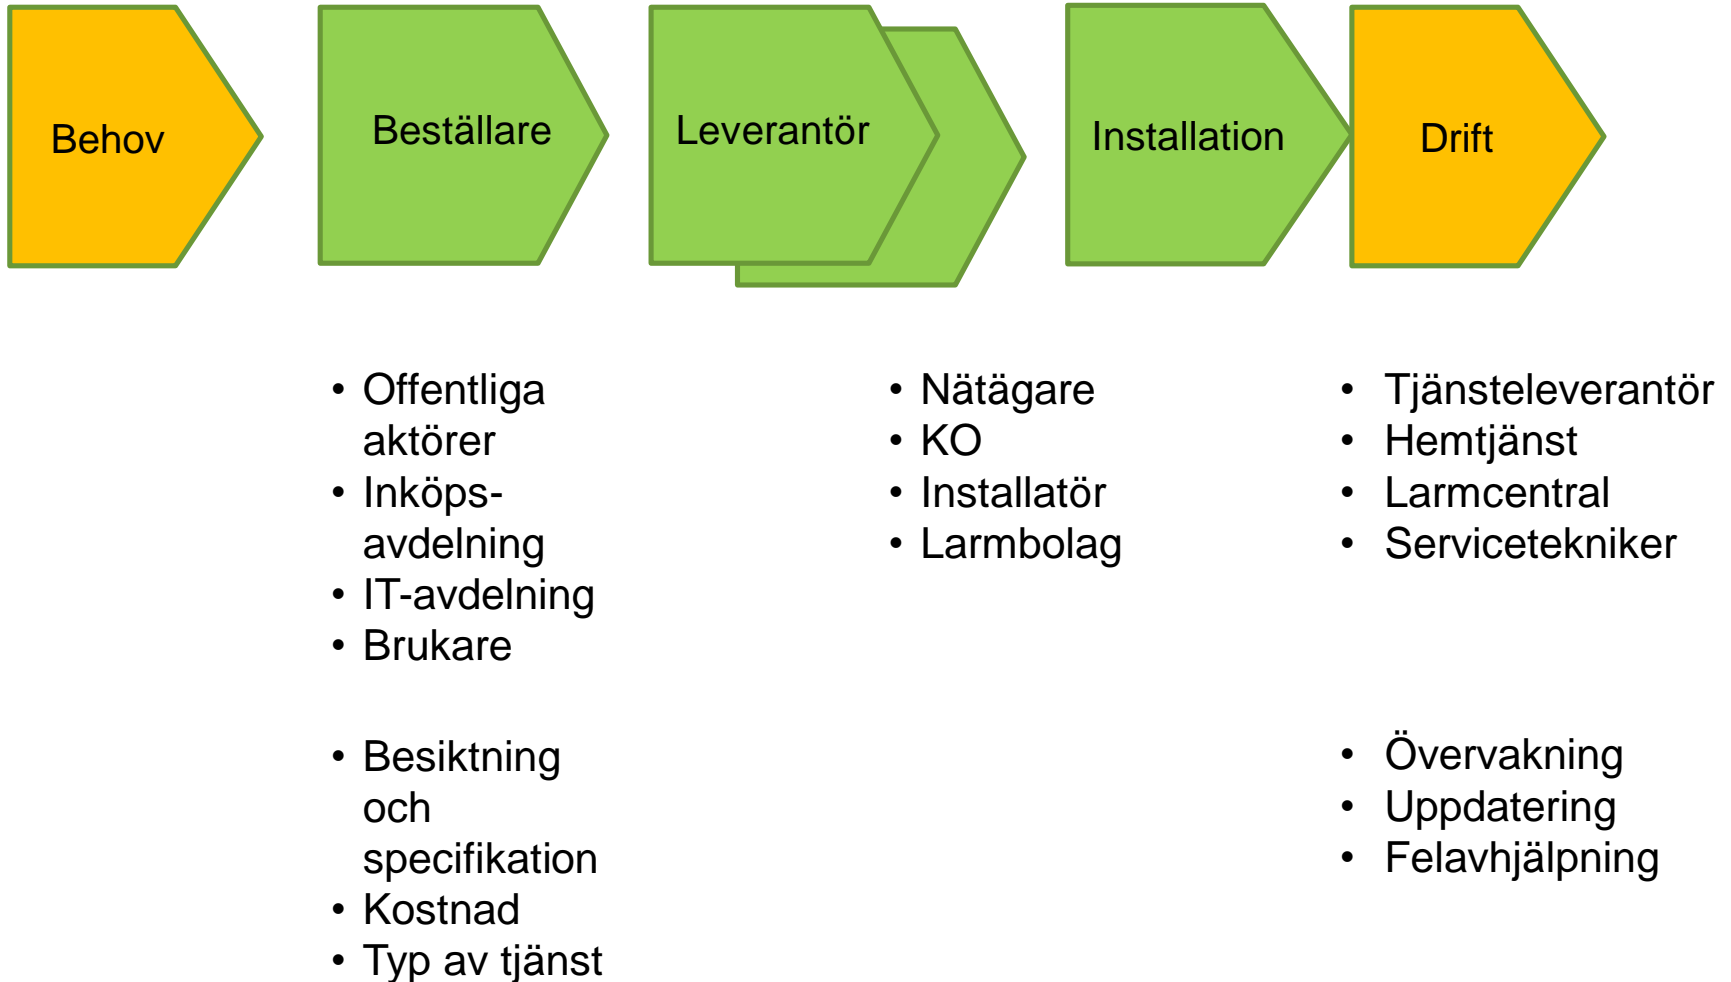 Behov
Beställare
Leverantör
Installation
Drift
• Offentliga
aktörer
• Inköps-
avdelning
• IT-avdelning
• Brukare
• Besiktning
och
specifikation
• Kostnad
• Typ av tjänst
• Nätägare
• KO
• Installatör
• Larmbolag
• Tjänsteleverantör
• Hemtjänst
• Larmcentral
• Servicetekniker
• Övervakning
• Uppdatering
• Felavhjälpning